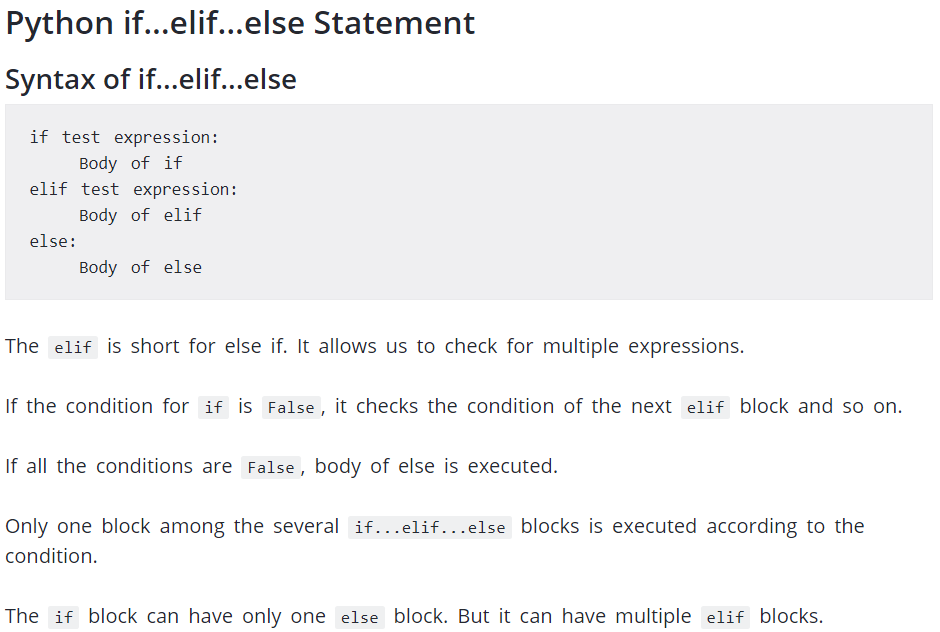 Python if...elif...else Statement
Syntax of if...elif...else
if test expression:
    Body of if
elif test expression:
    Body of elif
else:
    Body of else
The elif is short for else if. It allows us to check for multiple expressions.
If the condition for if is False, it checks the condition of the next elif block and so on.
If all the conditions are False, body of else is executed.
Only one block among the several if...elif...else blocks is executed according to the
condition.
The if block can have only one else block. But it can have multiple elif blocks.